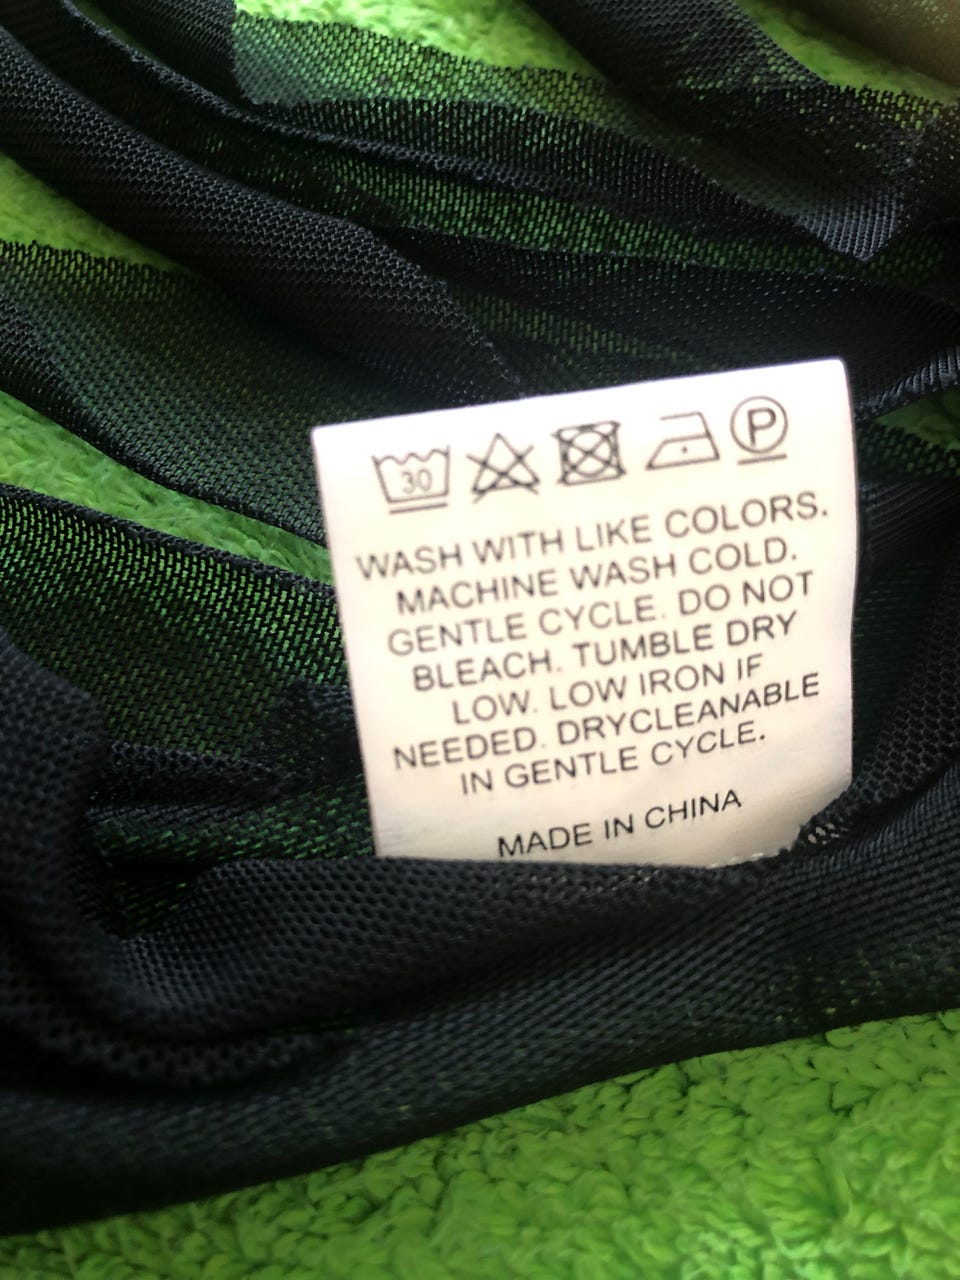 30 P
WASH WITH LIKE COLORS.
MACHINE WASH COLD.
GENTLE CYCLE. DO NOT
BLEACH. TUMBLE DRY
LOW. LOW IRON IF
NEEDED. DRYCLEANABLE
IN GENTLE CYCLE.
MADE IN CHINA